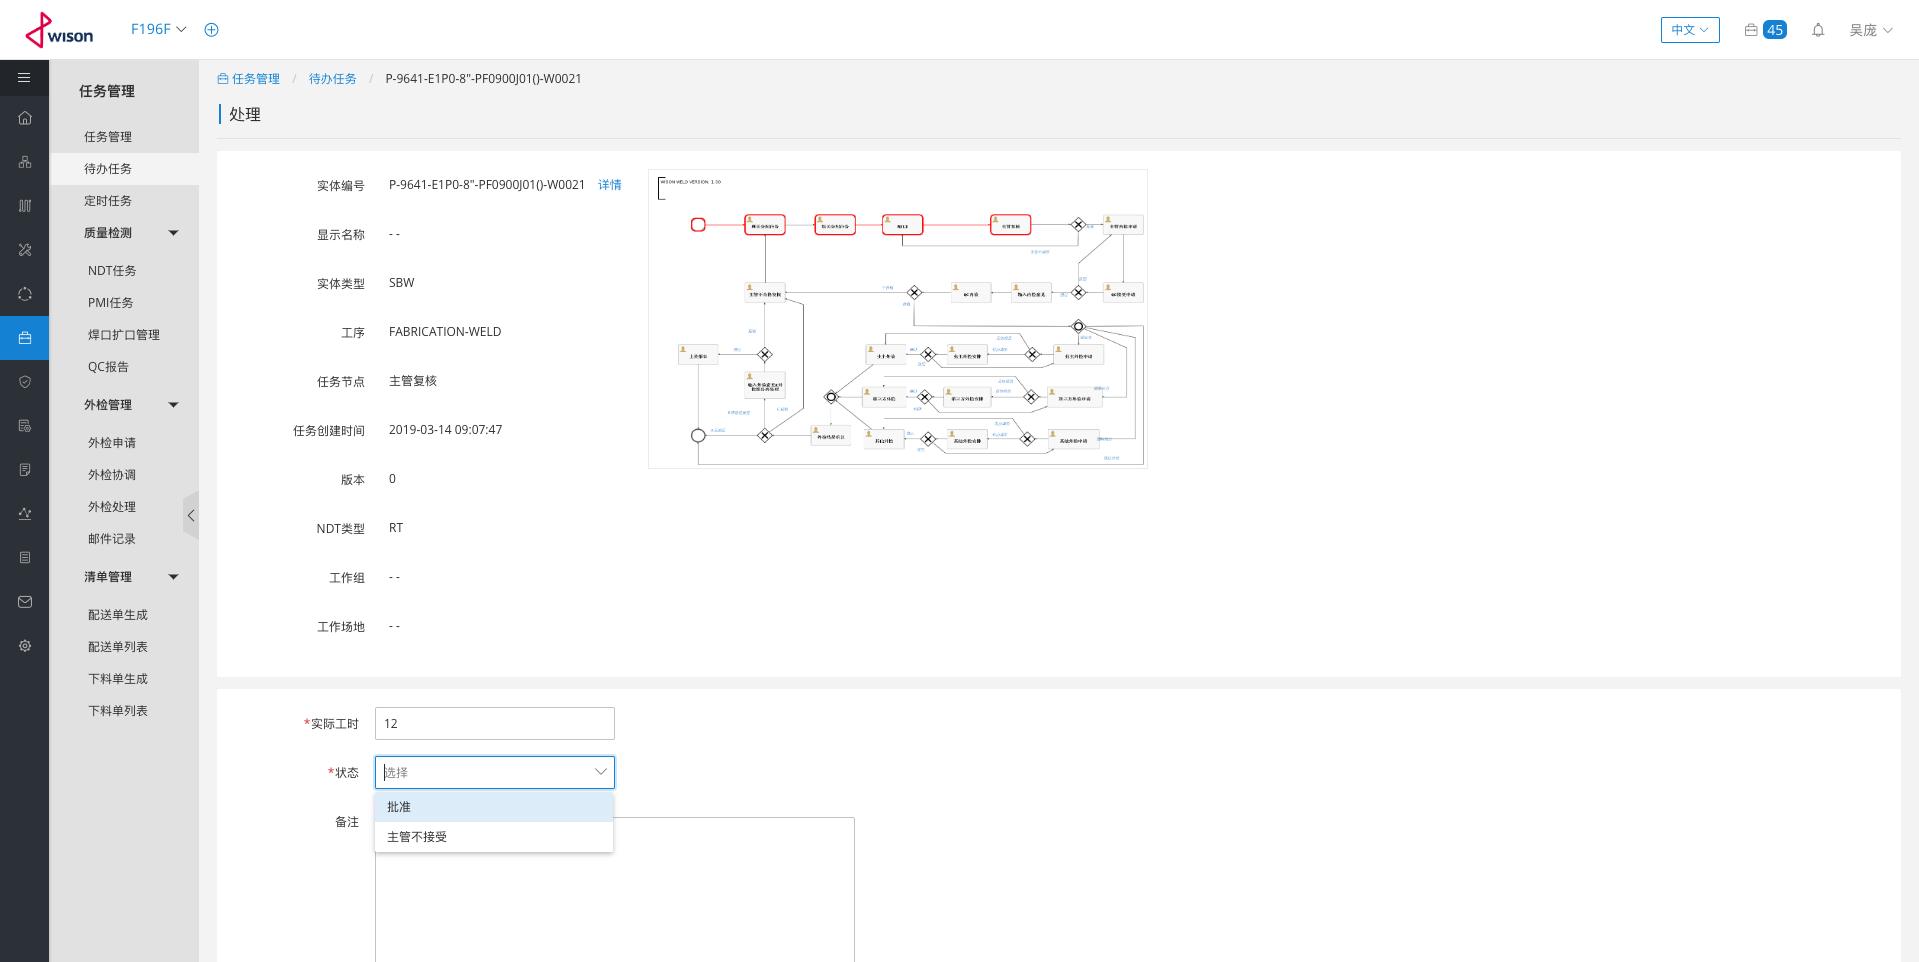 wison
F196F
中文
45
吴庞
任务管理
任务管理
待办任务
定时任务
质量检测
NDT任务
PMI任务
焊口扩口管理
QC报告
外检管理
外检申请
外检协调
外检处理
邮件记录
清单管理
配送单生成
配送单列表
下料单生成
下料单列表
任务管理 / 待办任务 / P-9641-E1P0-8"-PF0900J01()-W0021
处理
实体编号 P-9641-E1P0-8"-PF0900J01()-W0021 详情
显示名称 - -
实体类型 SBW
工序 FABRICATION-WELD
任务节点 主管复核
任务创建时间 2019-03-14 09:07:47
版本 0
NDT类型 RT
工作组 - -
工作场地 - -
WISON WELD VERSION: 1.00
*实际工时 12
*状态 选择
批准
主管不接受
备注